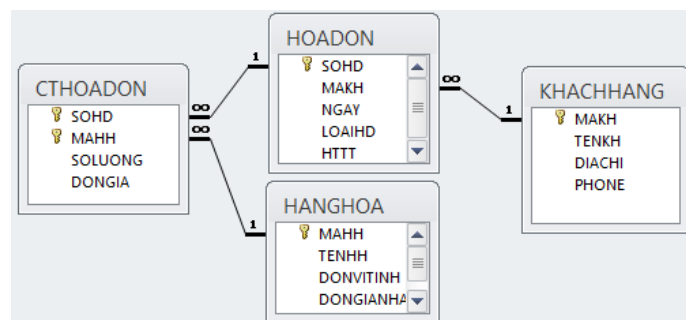 CTHOADON
SOHD
MAHH
SOLUONG
DONGIA
∞
∞
1
1
HOADON
SOHD
MAKH
NGAY
LOAIHD
HTTT
HANGHOA
MAHH
TENHH
DONVITINH
DONGIANHA
∞
1
KHACHHANG
MAKH
TENKH
DIACHI
PHONE